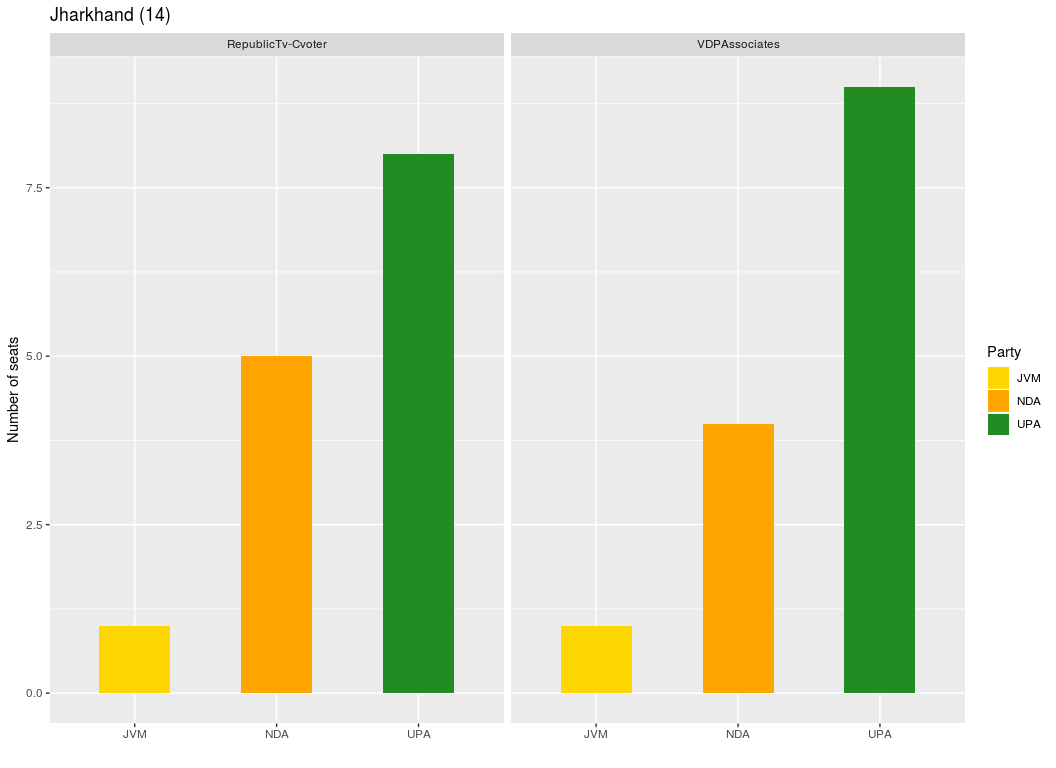 Jharkhand (14)
RepublicTv-Cvoter
VDPAssociates
Number of seats
7.5
5.0
2.5
0.0
JVM
NDA
UPA
JVM
NDA
UPA
Party
JVM
NDA
UPA